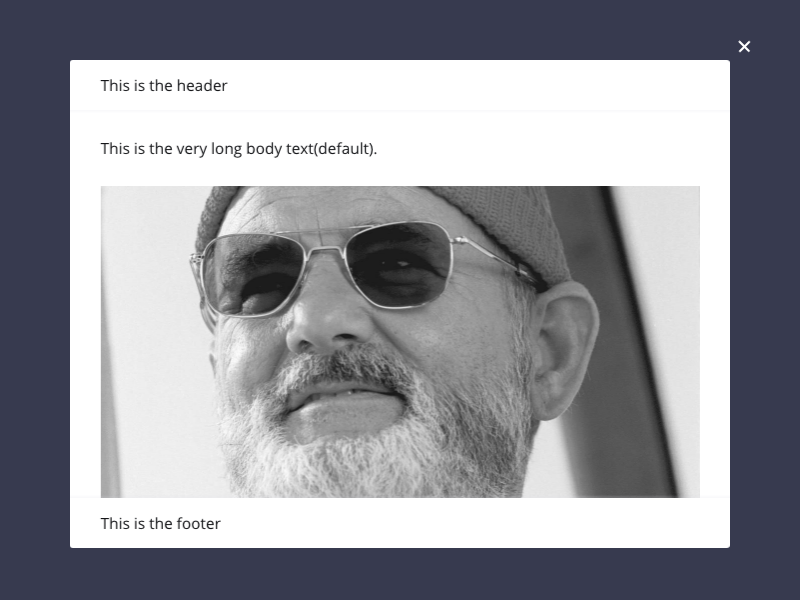 This is the header
This is the very long body text(default).
This is the footer